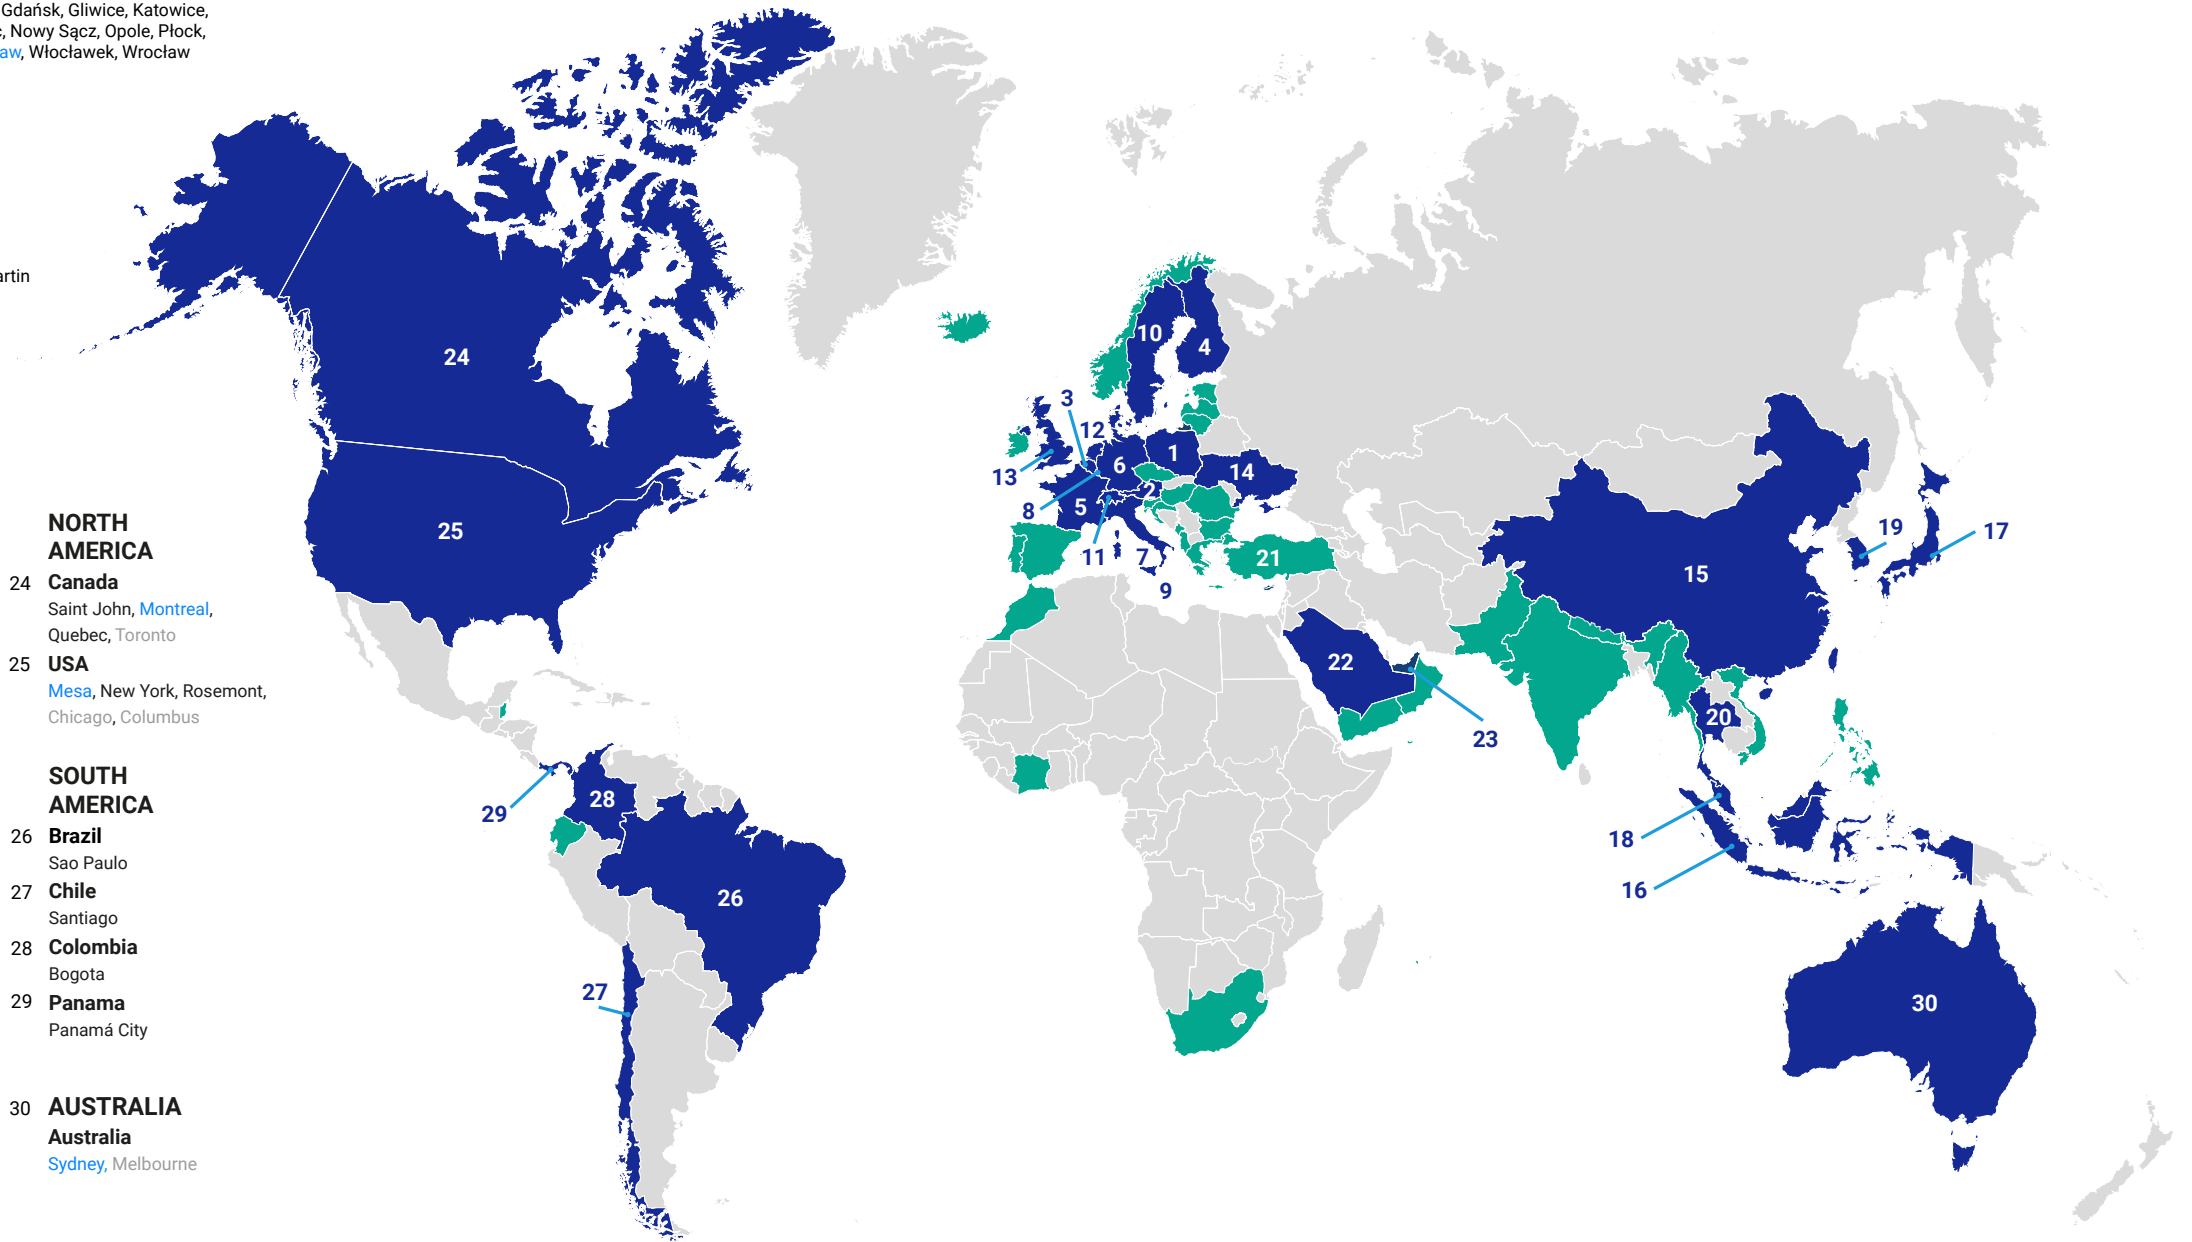 Gdańsk, Gliwice, Katowice,
Nowy Sącz, Opole, Płock,
Włocławek, Wrocław
NORTH
AMERICA
24 Canada
Saint John, Montreal,
Quebec, Toronto
25 USA
Mesa, New York, Rosemont,
Chicago, Columbus
SOUTH
AMERICA
26 Brazil
Sao Paulo
27 Chile
Santiago
28 Colombia
Bogota
29 Panama
Panamá City
30 AUSTRALIA
Australia
Sydney, Melbourne
24
25
29
28
26
27
10
4
3
12
1
13
6
14
8
2
5
11
7
9
21
22
23
15
19
17
20
18
16
30